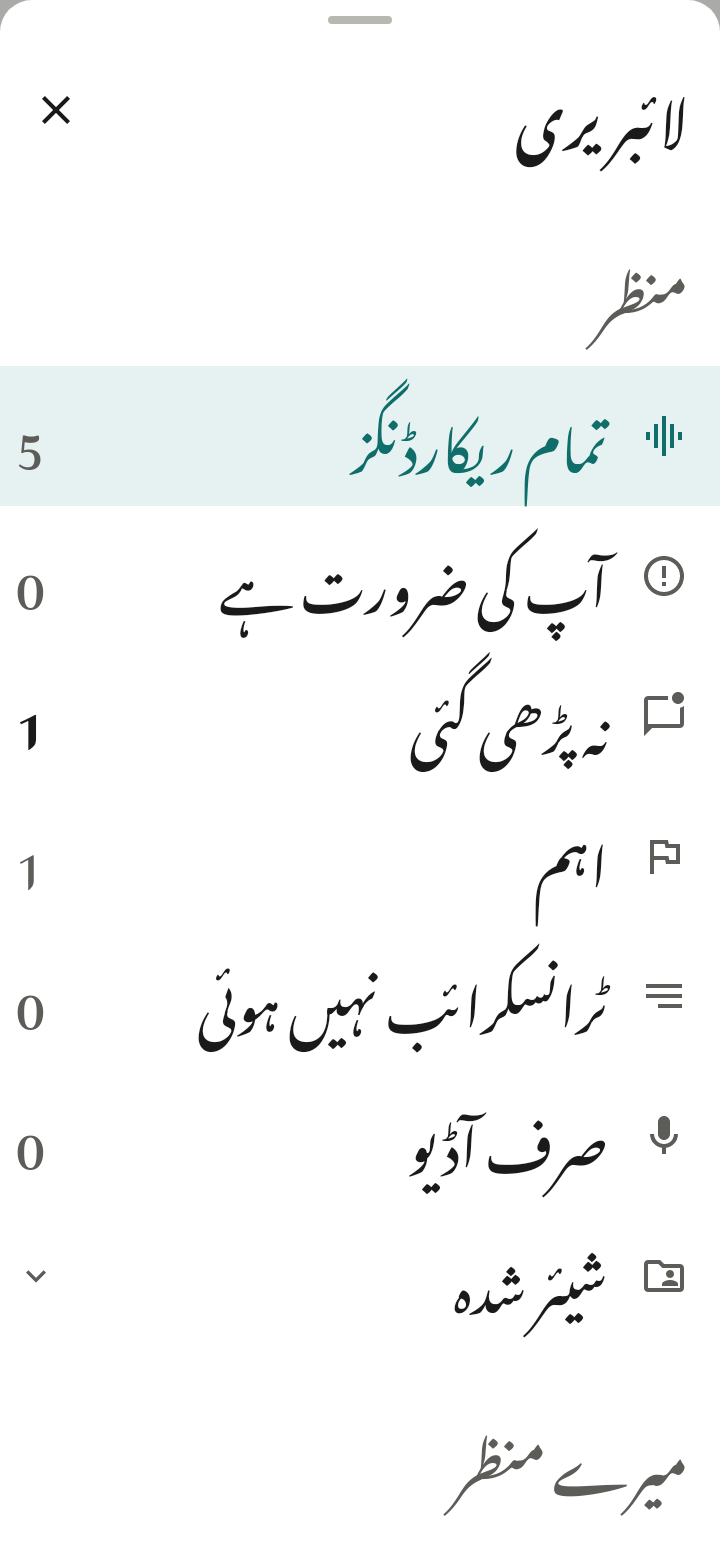 لائبریری
منظر
تمام ریکارڈنگز 5
آپ کی ضرورت ہے 0
نہ پڑھی گئی 1
اہم 1
ٹرانسکرائب نہیں ہوئی 0
صرف آڈیو 0
شیئر شدہ
میرے منظر